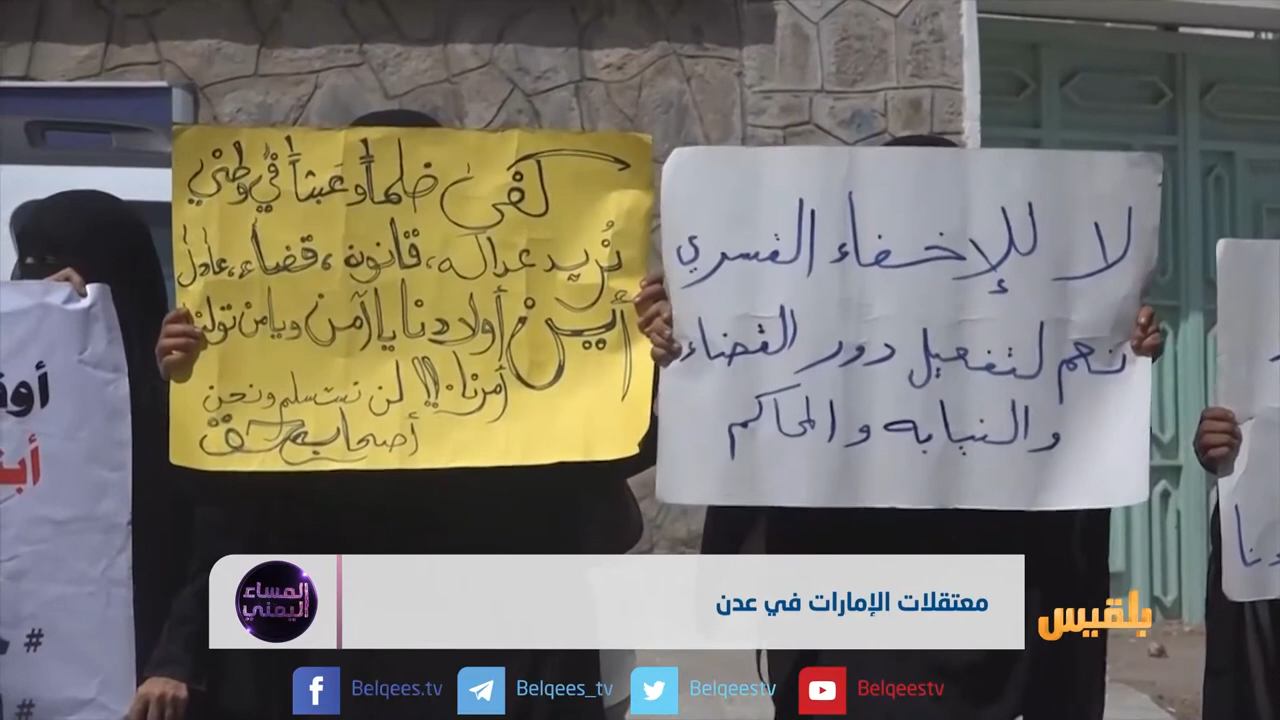 كفى ظلماً وعبثاً في وطني
نُريد عداله، قانون، قضاء، عادل
أين أولادنا يا آمن ويا من تولى
أمرنا!! لن نستسلم ونحن
أصحاب حق
لا للإخفاء القسري
نعم لتفعيل دور القضاء
والنيابه والمحاكم
#
المساء
اليمني
معتقلات الإمارات في عدن
بلقيس
Belqees.tv
Belqees_tv
Belqeestv
Belqeestv